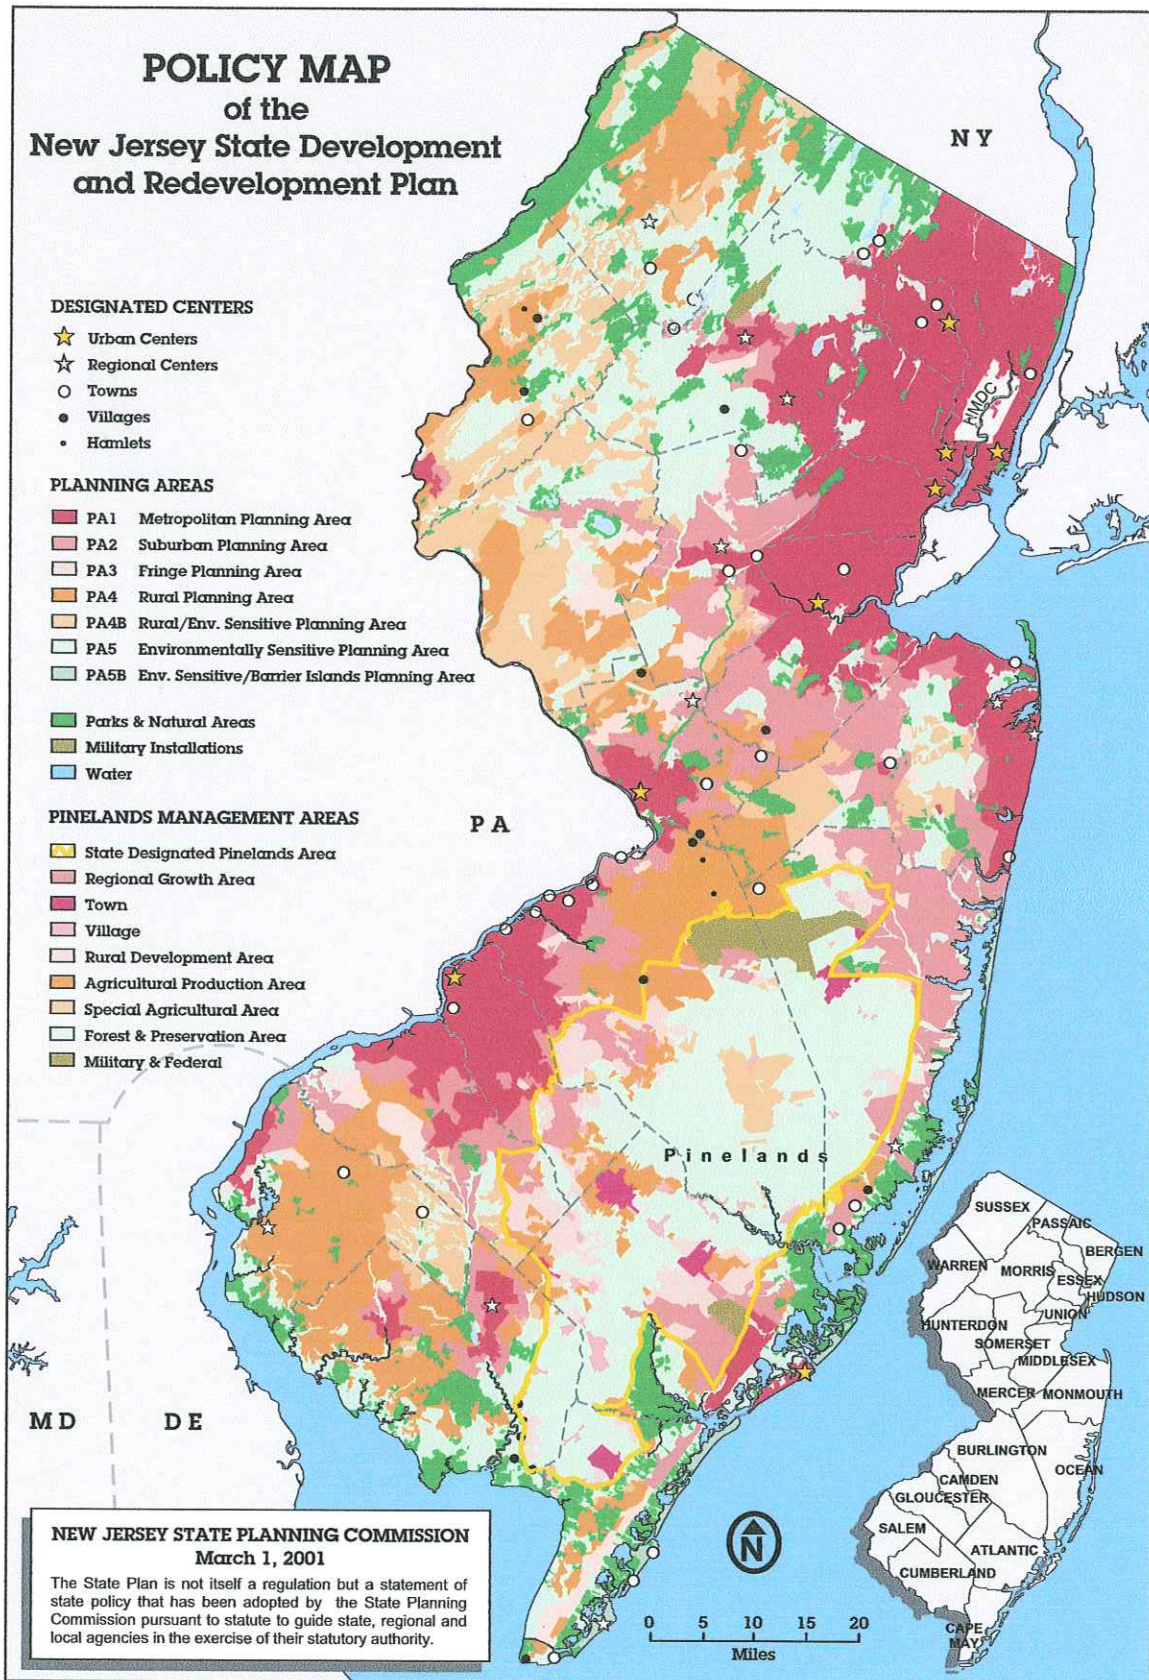 POLICY MAP
of the
New Jersey State Development
and Redevelopment Plan
NY
DESIGNATED CENTERS
Urban Centers
Regional Centers
Towns
Villages
Hamlets
HMDC
PLANNING AREAS
PA1 Metropolitan Planning Area
PA2 Suburban Planning Area
PA3 Fringe Planning Area
PA4 Rural Planning Area
PA4B Rural/Env. Sensitive Planning Area
PA5 Environmentally Sensitive Planning Area
PA5B Env. Sensitive/Barrier Islands Planning Area
Parks & Natural Areas
Military Installations
Water
PINELANDS MANAGEMENT AREAS
State Designated Pinelands Area
Regional Growth Area
Town
Village
Rural Development Area
Agricultural Production Area
Special Agricultural Area
Forest & Preservation Area
Military & Federal
PA
Pinelands
MD
DE
SUSSEX
PASSAIC
BERGEN
WARREN
MORRIS
ESSEX
HUDSON
UNION
HUNTERDON
SOMERSET
MIDDLESEX
MERCER
MONMOUTH
BURLINGTON
OCEAN
CAMDEN
GLOUCESTER
SALEM
ATLANTIC
CUMBERLAND
CAPE
MAY
NEW JERSEY STATE PLANNING COMMISSION
March 1, 2001
The State Plan is not itself a regulation but a statement of
state policy that has been adopted by the State Planning
Commission pursuant to statute to guide state, regional and
local agencies in the exercise of their statutory authority.
N
0 5 10 15 20
Miles